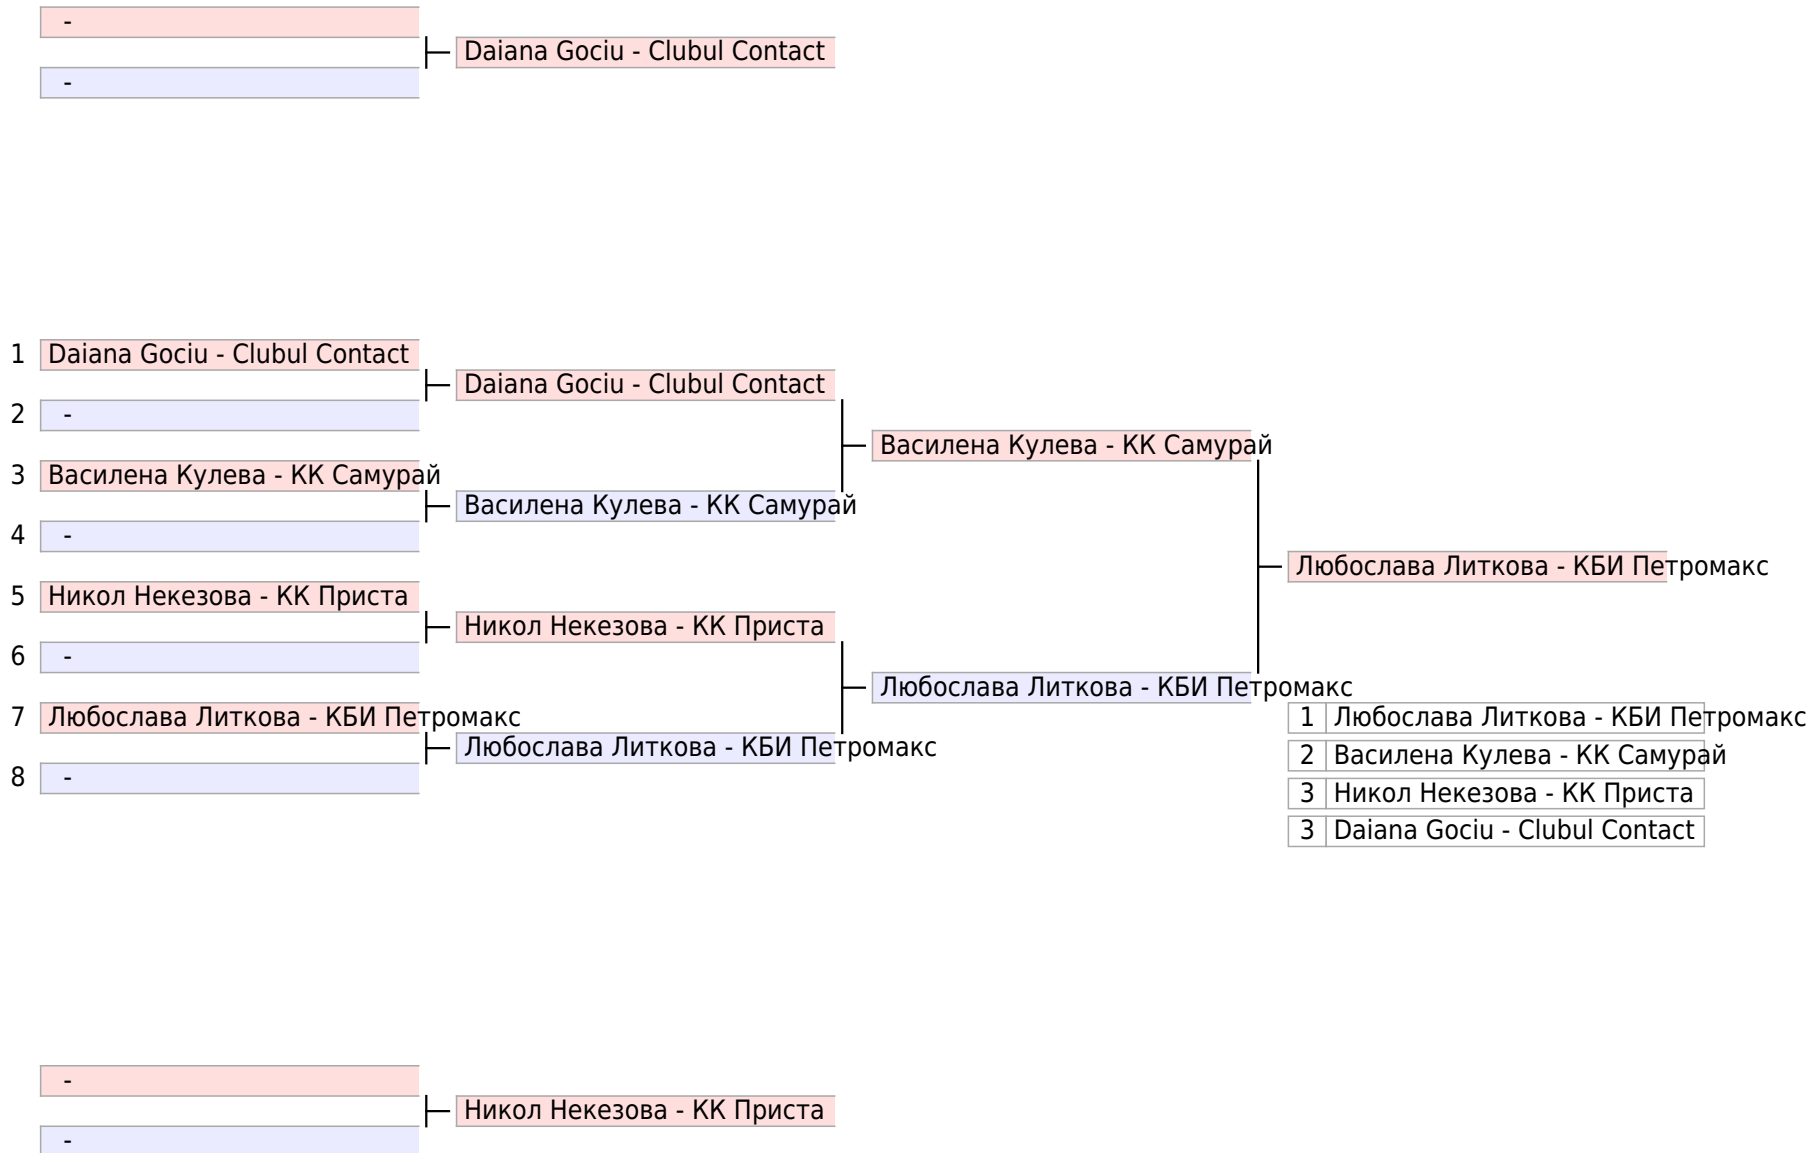 -
Daiana Gociu - Clubul Contact
-
1 Daiana Gociu - Clubul Contact
Daiana Gociu - Clubul Contact
2 -
Василена Кулева - КК Самурай
3 Василена Кулева - КК Самурай
Василена Кулева - КК Самурай
4 -
Любослава Литкова - КБИ Петромакс
5 Никол Некезова - КК Приста
Никол Некезова - КК Приста
6 -
Любослава Литкова - КБИ Петромакс
7 Любослава Литкова - КБИ Петромакс
1 Любослава Литкова - КБИ Петромакс
Любослава Литкова - КБИ Петромакс
2 Василена Кулева - КК Самурай
8 -
3 Никол Некезова - КК Приста
3 Daiana Gociu - Clubul Contact
-
Никол Некезова - КК Приста
-